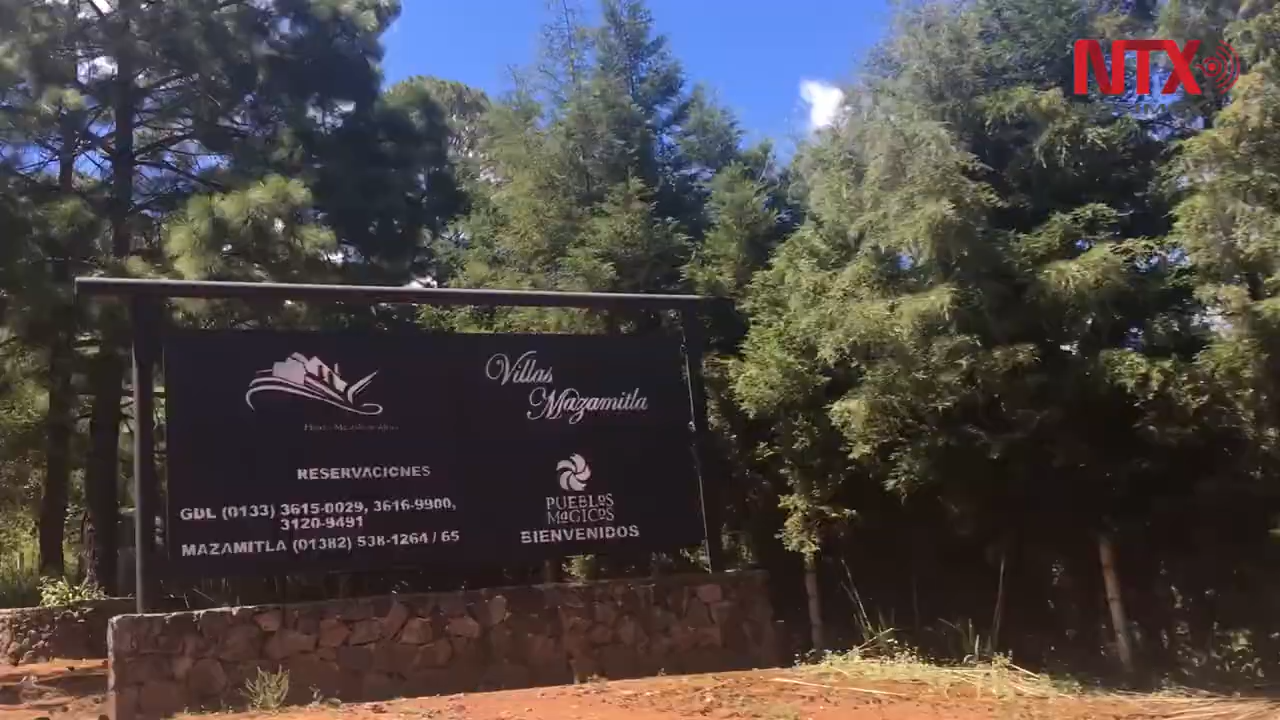 NTX
Villas
Mazamitla
RESERVACIONES
GDL (0133) 3615-0029, 3616-9900,
3120-9491
MAZAMITLA (01382) 538-1264 / 65
PUEBLOS
MaGICOS
BIENVENIDOS